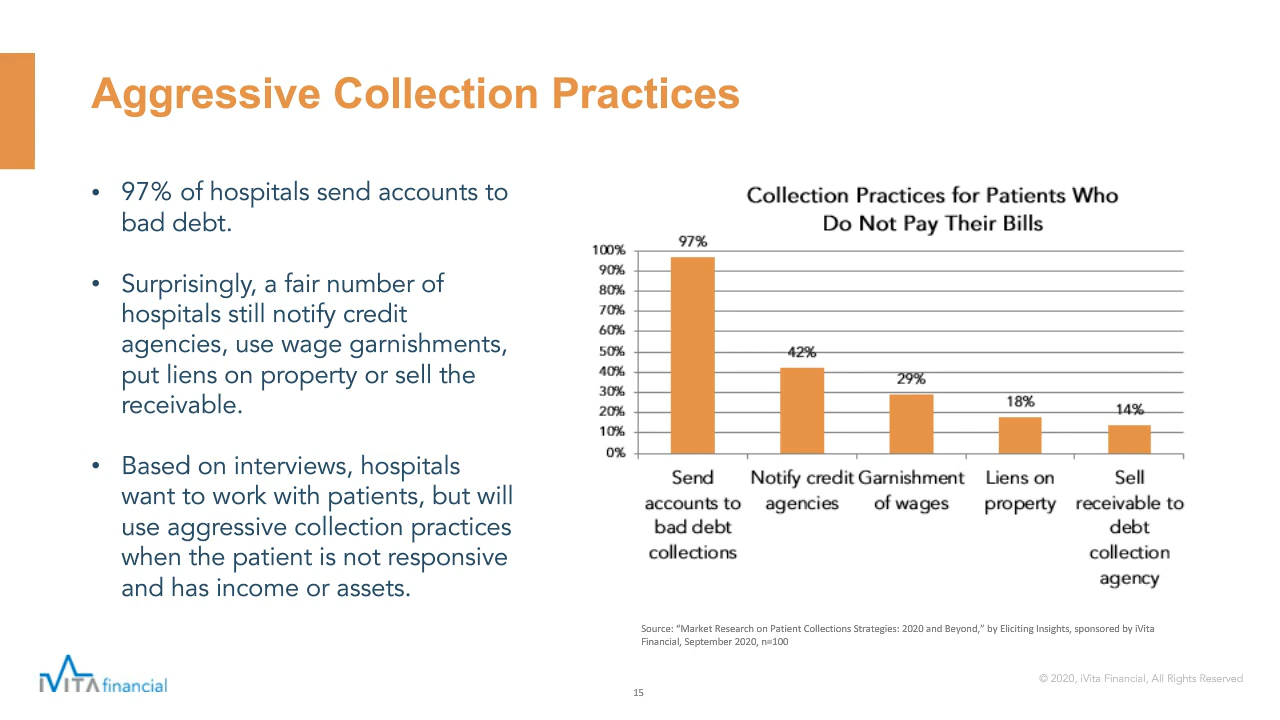 Aggressive Collection Practices
• 97% of hospitals send accounts to
bad debt.
• Surprisingly, a fair number of
hospitals still notify credit
agencies, use wage garnishments,
put liens on property or sell the
receivable.
• Based on interviews, hospitals
want to work with patients, but will
use aggressive collection practices
when the patient is not responsive
and has income or assets.
Collection Practices for Patients Who
Do Not Pay Their Bills
100%
90%
80%
70%
60%
50%
40%
30%
20%
10%
0%
97%
42%
29%
18%
14%
Send
accounts to
bad debt
collections
Notify credit
agencies
Garnishment
of wages
Liens on
property
Sell
receivable to
debt
collection
agency
Source: “Market Research on Patient Collections Strategies: 2020 and Beyond,” by Eliciting Insights, sponsored by iVita
Financial, September 2020, n=100
iVITA financial
15
© 2020, iVita Financial, All Rights Reserved